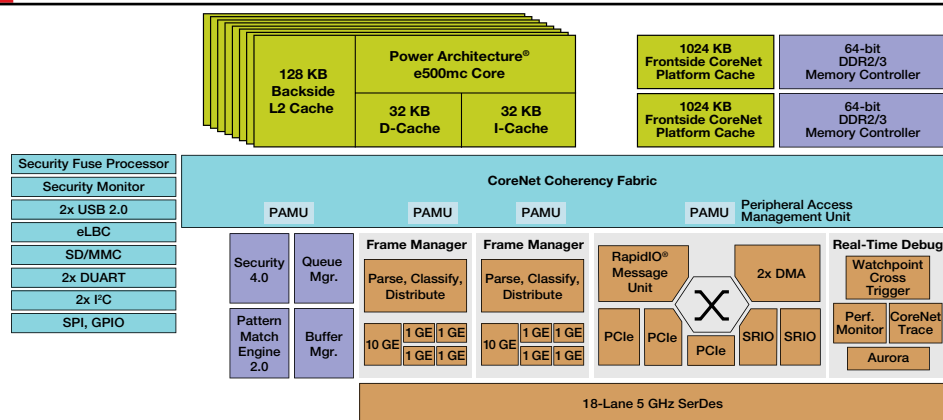 128 KB
Backside
L2 Cache
Power Architecture®
e500mc Core
32 KB
D-Cache
32 KB
I-Cache
1024 KB
Frontside CoreNet
Platform Cache
64-bit
DDR2/3
Memory Controller
1024 KB
Frontside CoreNet
Platform Cache
64-bit
DDR2/3
Memory Controller
Security Fuse Processor
Security Monitor
2x USB 2.0
eLBC
SD/MMC
2x DUART
2x I²C
SPI, GPIO
CoreNet Coherency Fabric
PAMU
PAMU
PAMU
PAMU
Peripheral Access
Management Unit
Security
4.0
Queue
Mgr.
Pattern
Match
Engine
2.0
Buffer
Mgr.
Frame Manager
Parse, Classify,
Distribute
10 GE
1 GE
1 GE
1 GE
1 GE
Frame Manager
Parse, Classify,
Distribute
10 GE
1 GE
1 GE
1 GE
1 GE
RapidIO®
Message
Unit
2x DMA
PCIe
PCIe
PCIe
SRIO
SRIO
Real-Time Debug
Watchpoint
Cross
Trigger
Perf.
Monitor
CoreNet
Trace
Aurora
18-Lane 5 GHz SerDes